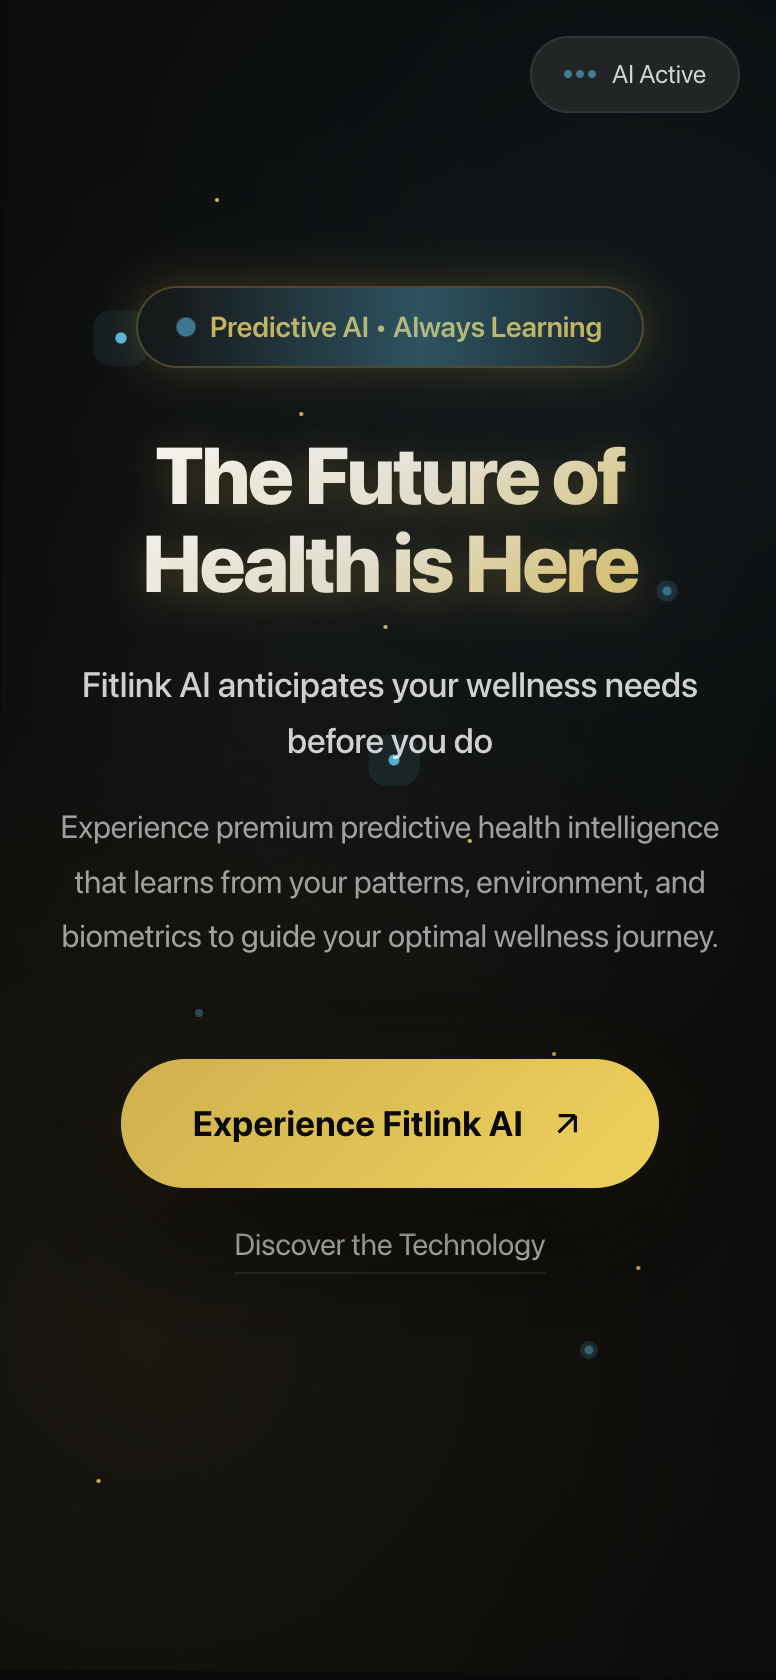 AI Active
Predictive AI • Always Learning
The Future of
Health is Here
Fitlink AI anticipates your wellness needs
before you do
Experience premium predictive health intelligence
that learns from your patterns, environment, and
biometrics to guide your optimal wellness journey.
Experience Fitlink AI
Discover the Technology